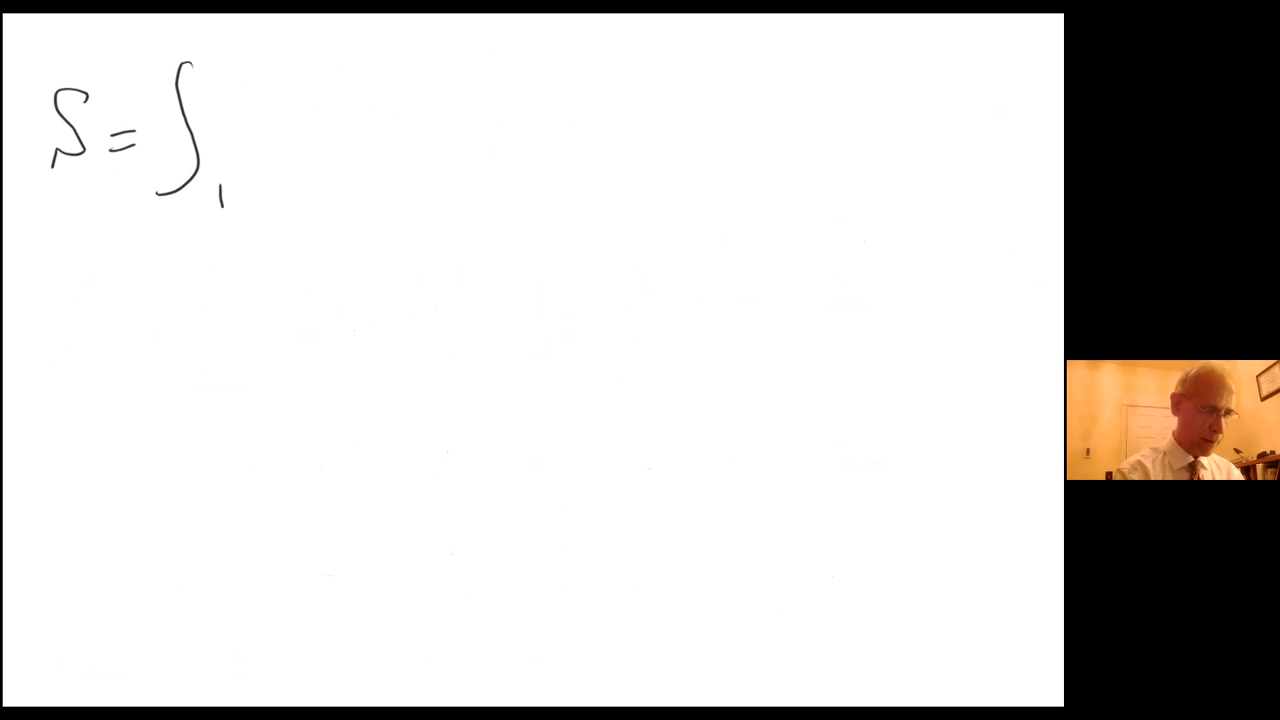 S = ∫₁